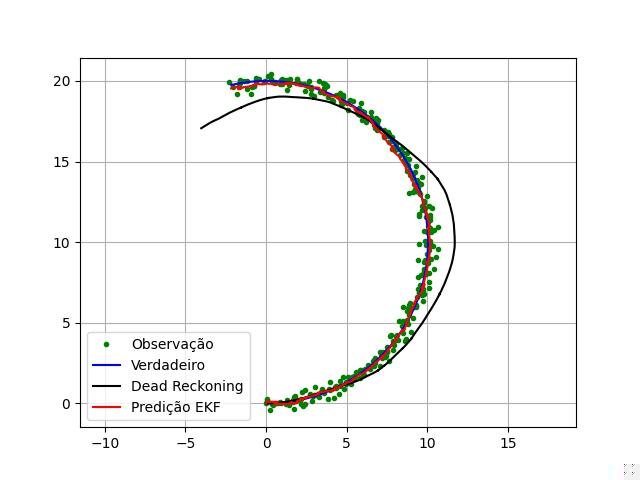 20
15
10
5
0
Observação
Verdadeiro
Dead Reckoning
Predição EKF
−10 −5 0 5 10 15